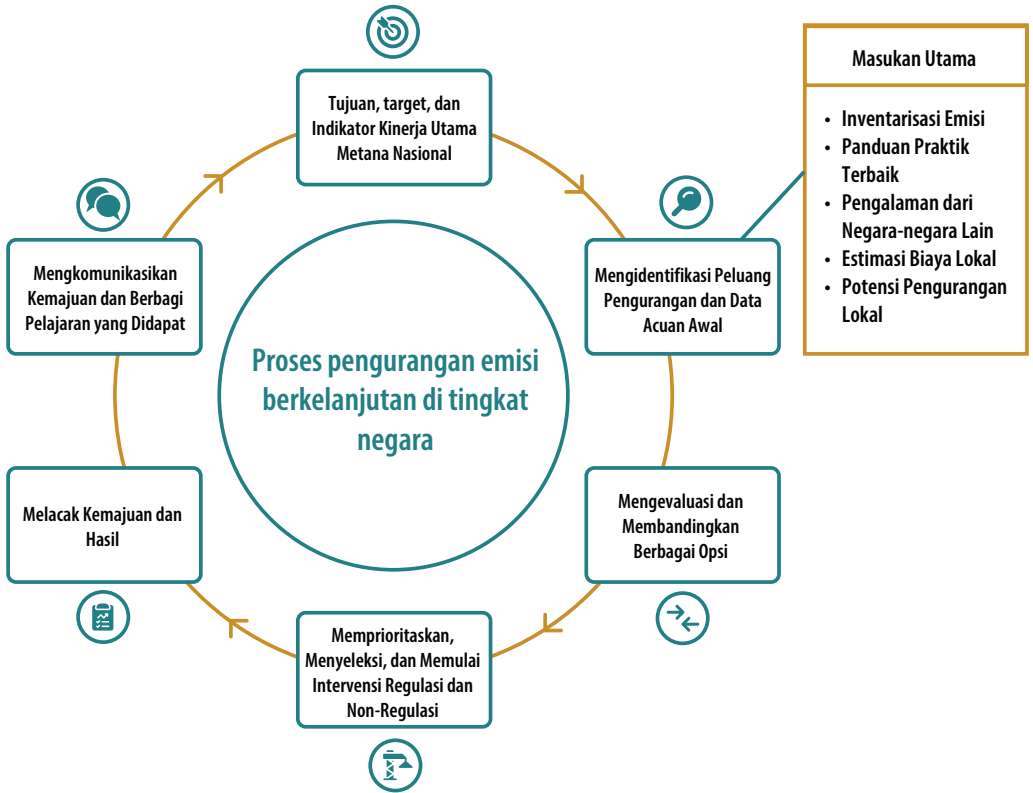 Tujuan, target, dan
Indikator Kinerja Utama
Metana Nasional
Masukan Utama
• Inventarisasi Emisi
• Panduan Praktik
Terbaik
• Pengalaman dari
Negara-negara Lain
• Estimasi Biaya Lokal
• Potensi Pengurangan
Lokal
Mengidentifikasi Peluang
Pengurangan dan Data
Acuan Awal
Mengevaluasi dan
Membandingkan
Berbagai Opsi
Memprioritaskan,
Menyeleksi, dan Memulai
Intervensi Regulasi dan
Non-Regulasi
Melacak Kemajuan dan
Hasil
Mengkomunikasikan
Kemajuan dan Berbagi
Pelajaran yang Didapat
Proses pengurangan emisi
berkelanjutan di tingkat
negara